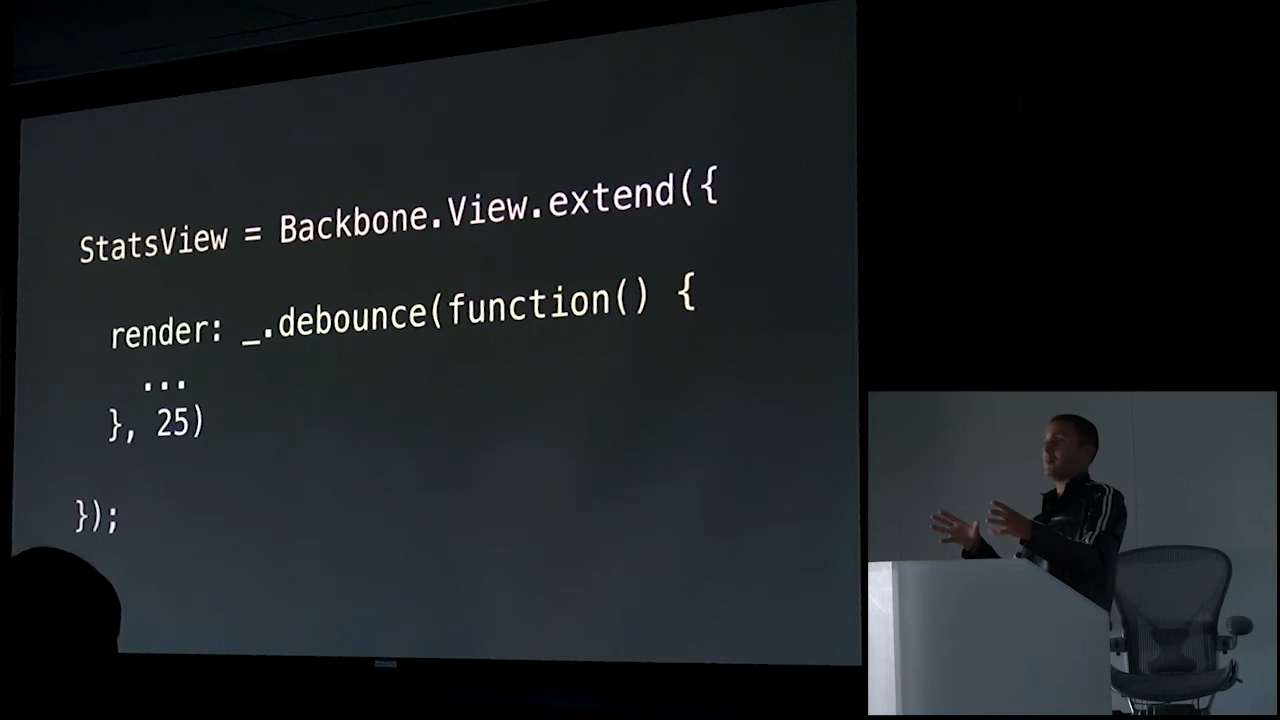 StatsView = Backbone.View.extend({
render: _.debounce(function() {
...
}, 25)
});